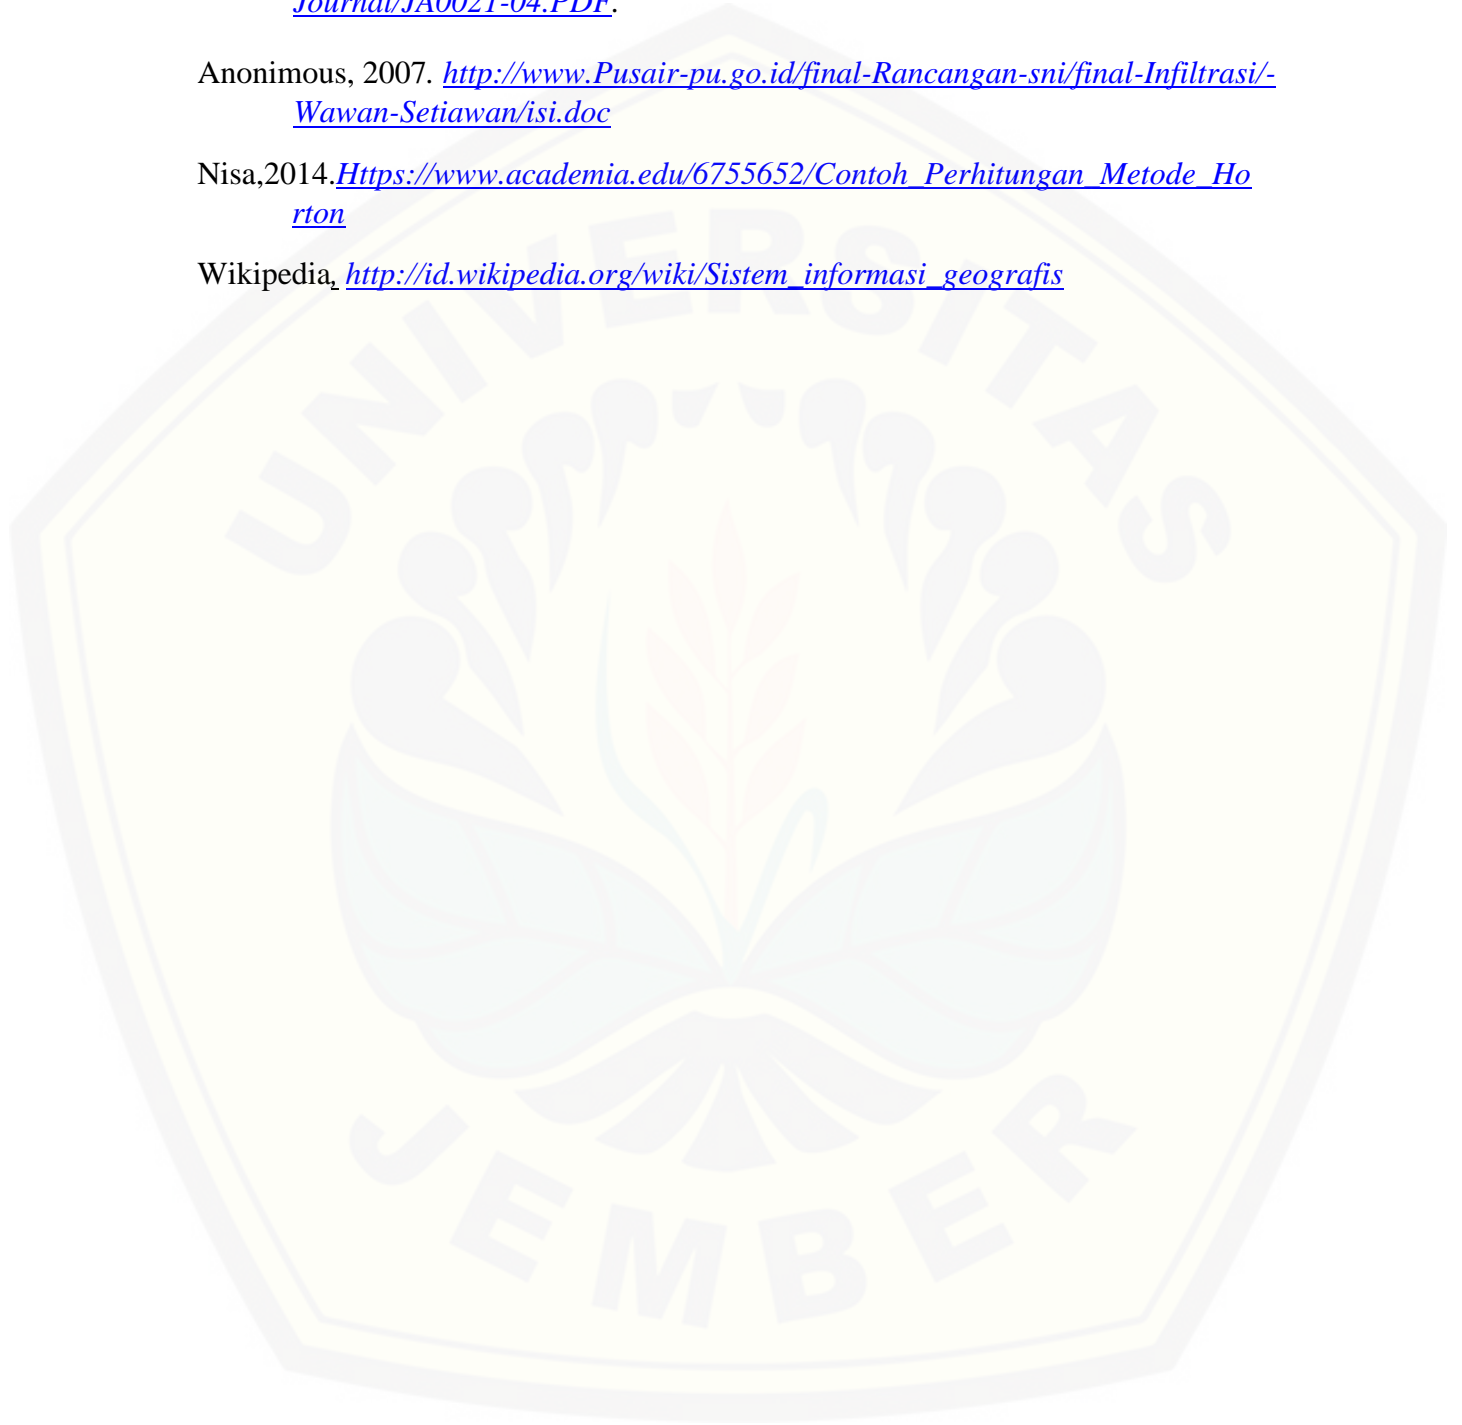 Journal/JA0021-04.PDF.
Anonimous, 2007. http://www.Pusair-pu.go.id/final-Rancangan-sni/final-Infiltrasi/-
Wawan-Setiawan/isi.doc
Nisa,2014.Https://www.academia.edu/6755652/Contoh_Perhitungan_Metode_Ho
rton
Wikipedia, http://id.wikipedia.org/wiki/Sistem_informasi_geografis
UNIVERSITAS
JEMBER